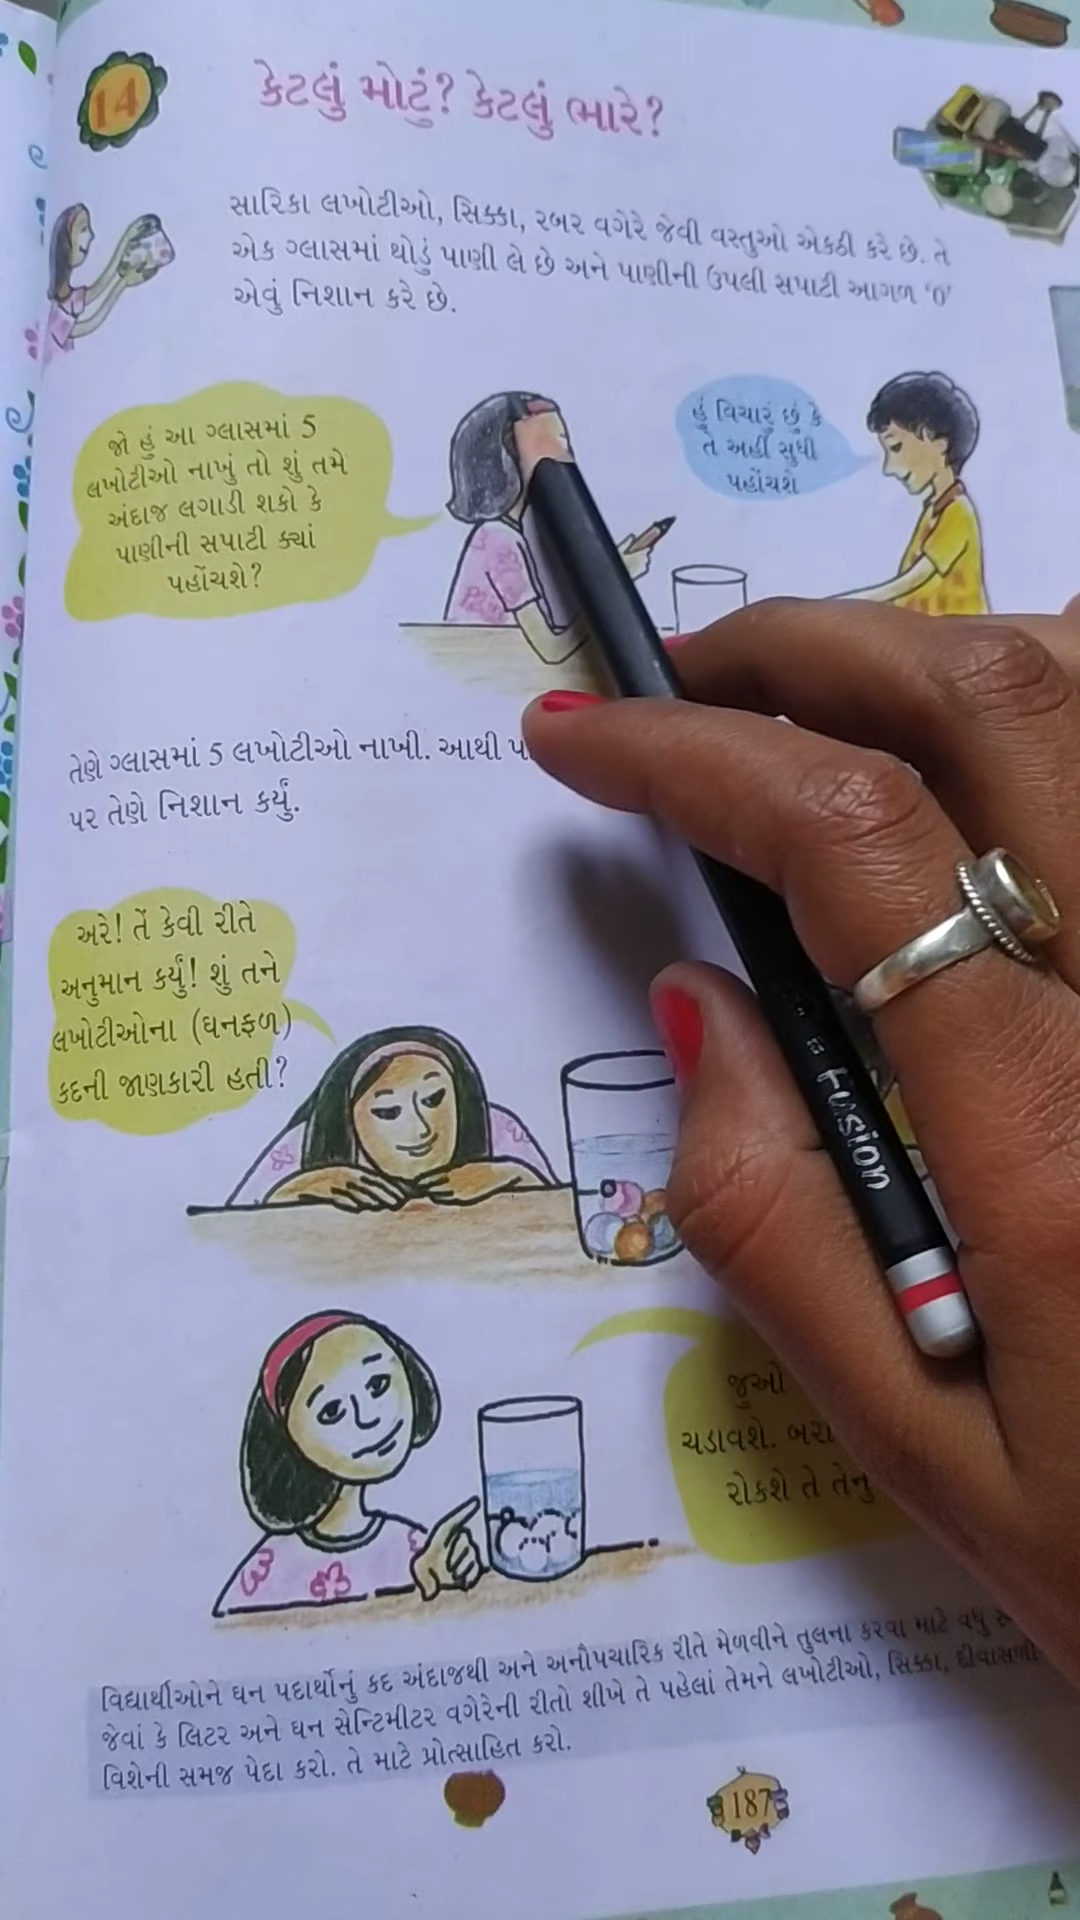 14
કેટલું મોટું? કેટલું ભારે?
સારિકા લખોટીઓ, સિક્કા, રબર વગેરે જેવી વસ્તુઓ એકઠી કરે છે. તે
એક ગ્લાસમાં થોડું પાણી લે છે અને પાણીની ઉપલી સપાટી આગળ ‘0’
એવું નિશાન કરે છે.
જો હું આ ગ્લાસમાં 5
લખોટીઓ નાખું તો શું તમે
અંદાજ લગાડી શકો કે
પાણીની સપાટી ક્યાં
પહોંચશે?
હું વિચારું છું કે
તે અહીં સુધી
પહોંચશે
તેણે ગ્લાસમાં 5 લખોટીઓ નાખી. આથી
પર તેણે નિશાન કર્યું.
અરે! તેં કેવી રીતે
અનુમાન કર્યું! શું તને
લખોટીઓના (ઘનફળ)
કદની જાણકારી હતી?
Fusion
જુઓ
ચડાવશે.
રોકશે તે
વિદ્યાર્થીઓને ઘન પદાર્થોનું કદ અંદાજથી અને અનૌપચારિક રીતે મેળવીને તુલના કરવા માટે વધુ
જેવાં કે લિટર અને ઘન સેન્ટિમીટર વગેરેની રીતો શીખે તે પહેલાં તેમને લખોટીઓ, સિક્કા, દીવાસળી
વિશેની સમજ પેદા કરો. તે માટે પ્રોત્સાહિત કરો.
187